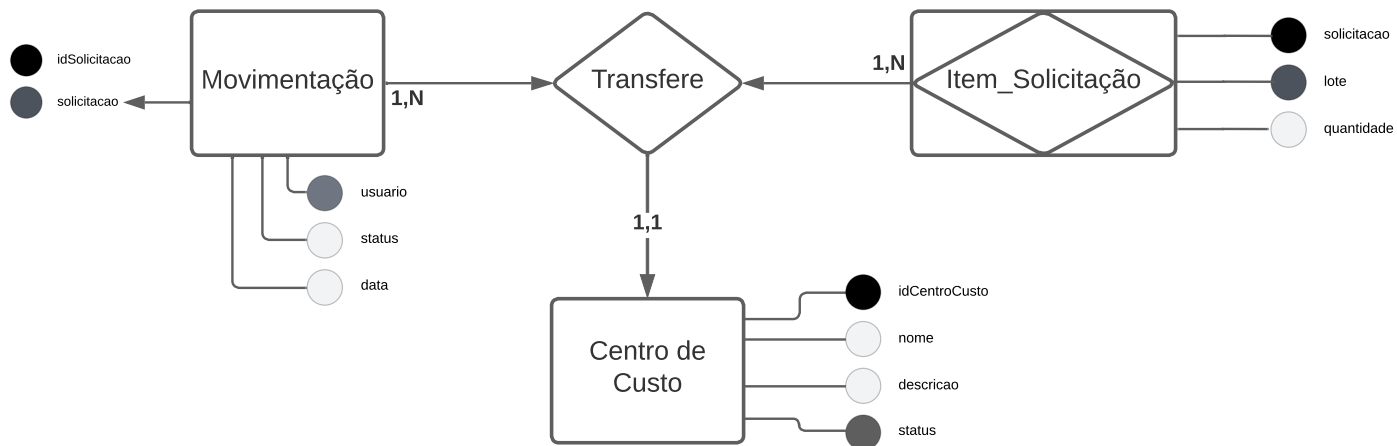 idSolicitacao
solicitacao
Movimentação
1,N
usuario
status
data
Transfere
1,1
1,N
Item_Solicitação
solicitacao
lote
quantidade
Centro de
Custo
idCentroCusto
nome
descricao
status